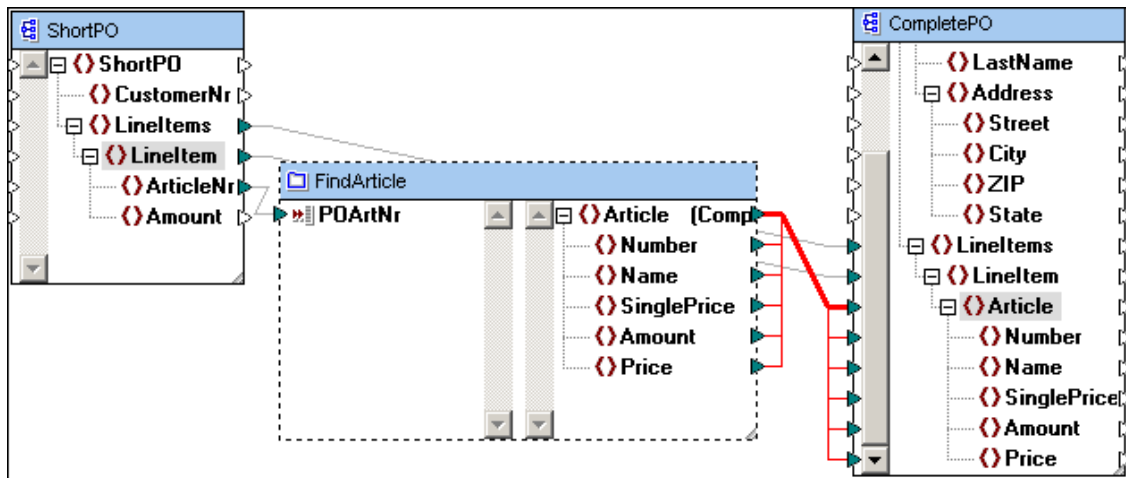 ShortPO
ShortPO
CustomerNr
LineItems
LineItem
ArticleNr
Amount
FindArticle
POArtNr
Article (Comp
Number
Name
SinglePrice
Amount
Price
CompletePO
LastName
Address
Street
City
ZIP
State
LineItems
LineItem
Article
Number
Name
SinglePrice
Amount
Price